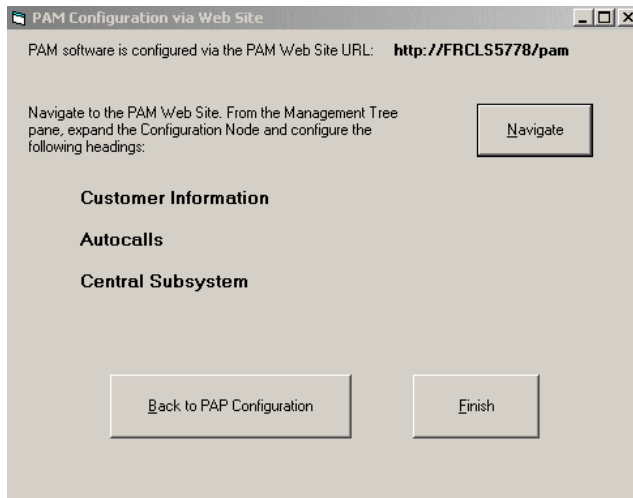 PAM Configuration via Web Site
PAM software is configured via the PAM Web Site URL: http://FRCLS5778/pam
Navigate to the PAM Web Site. From the Management Tree
pane, expand the Configuration Node and configure the
following headings:
Navigate
Customer Information
Autocalls
Central Subsystem
Back to PAP Configuration
Finish